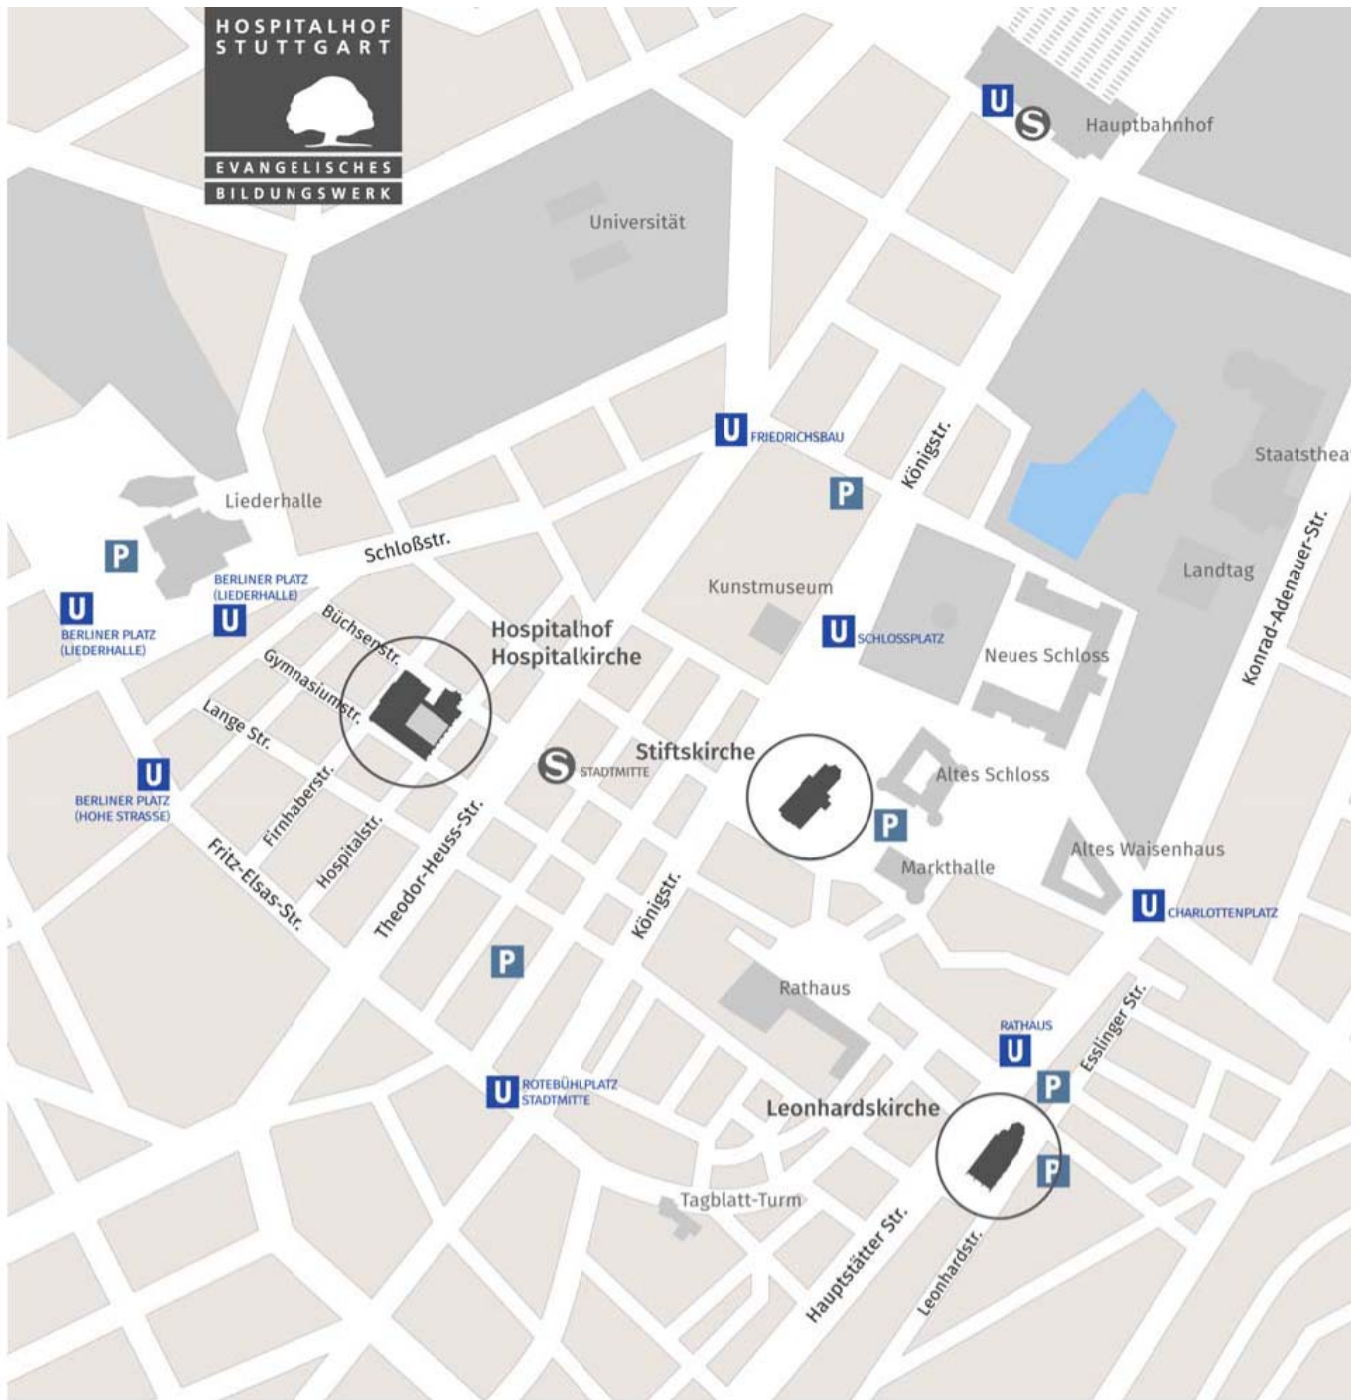 HOSPITALHOF
STUTTGART
EVANGELISCHES
BILDUNGSWERK
U
S
Hauptbahnhof
Universität
U FRIEDRICHSBAU
Königstr.
P
Staatsthea
Liederhalle
Schloßstr.
P
BERLINER PLATZ
(LIEDERHALLE)
U
U
BERLINER PLATZ
(LIEDERHALLE)
Landtag
Konrad-Adenauer-Str.
Kunstmuseum
U SCHLOSSPLATZ
Neues Schloss
Büchsenstr.
Hospitalhof
Hospitalkirche
Gymnasiumstr.
Lange Str.
U
BERLINER PLATZ
(HOHE STRASSE)
Firnhaberstr.
S STADTMITTE
Stiftskirche
Altes Schloss
P
Hospitalstr.
Fritz-Elsas-Str.
Theodor-Heuss-Str.
Königstr.
Markthalle
Altes Waisenhaus
U CHARLOTTENPLATZ
P
Rathaus
RATHAUS
U
Esslinger Str.
P
U ROTEBÜHLPLATZ
STADTMITTE
Leonhardskirche
P
Tagblatt-Turm
Hauptstätter Str.
Leonhardstr.